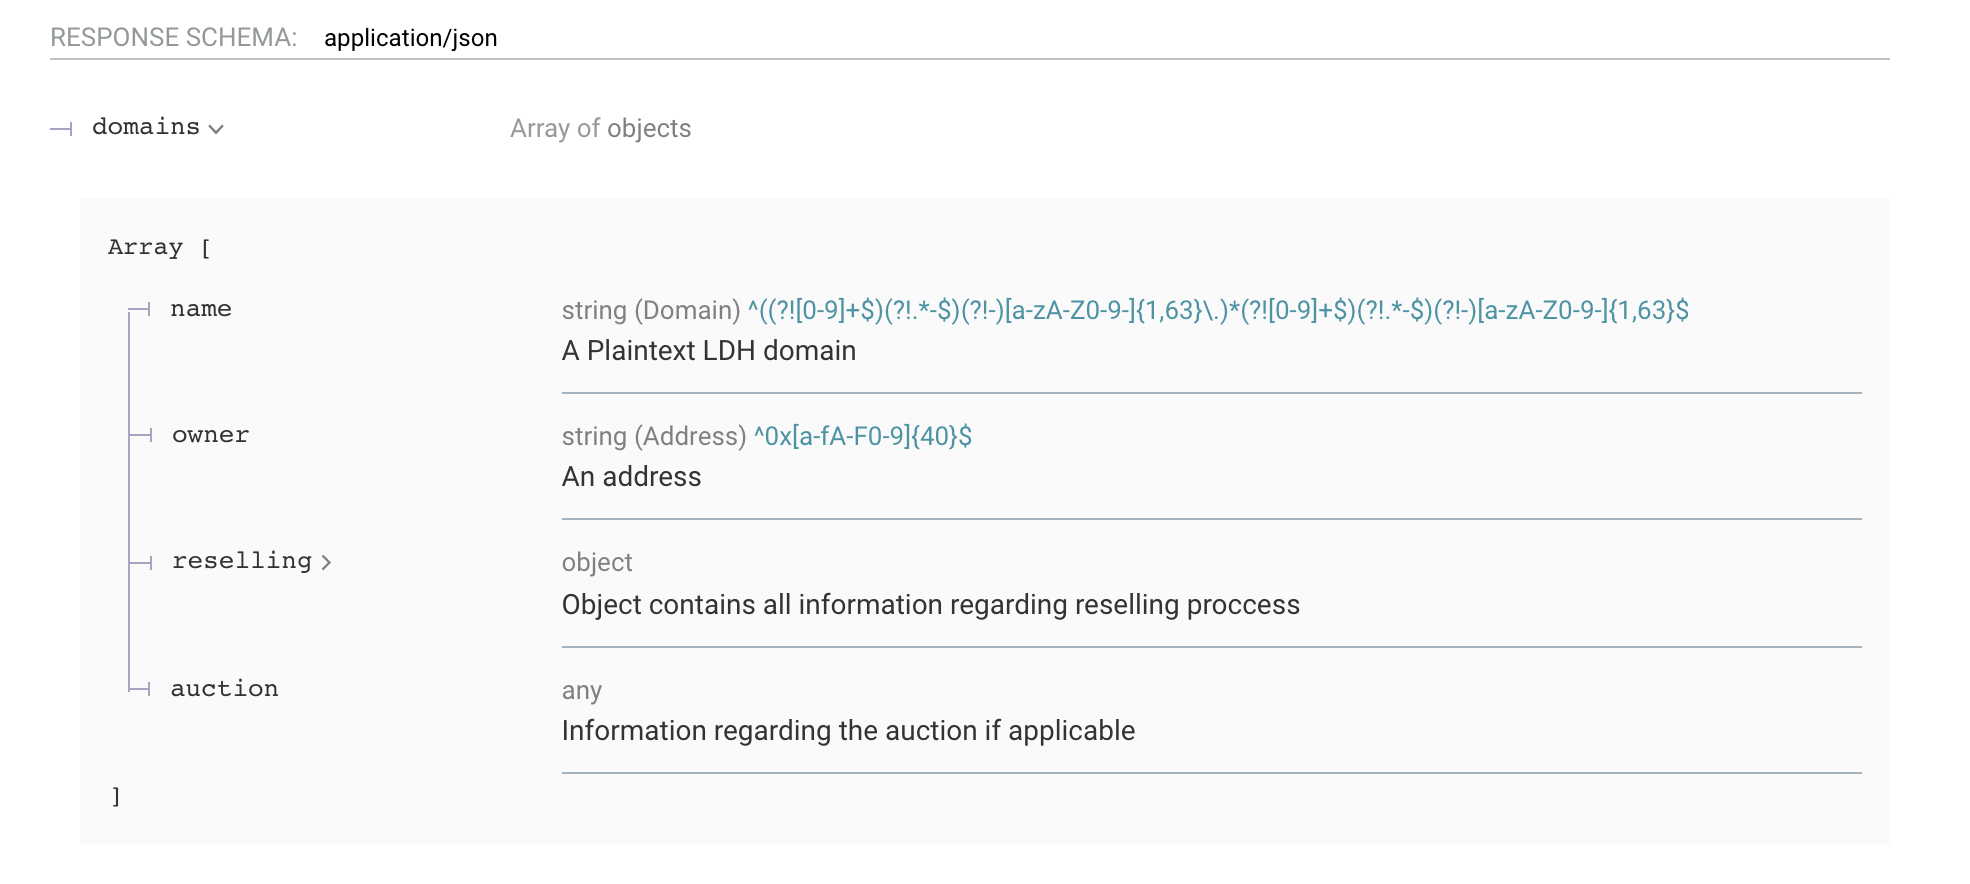 RESPONSE SCHEMA: application/json
domains Array of objects
Array [
name string (Domain) ^((?![0-9]+$)(?!.*-$)(?!-)[a-zA-Z0-9-]{1,63}\.)*(?![0-9]+$)(?!.*-$)(?!-)[a-zA-Z0-9-]{1,63}$
A Plaintext LDH domain
owner string (Address) ^0x[a-fA-F0-9]{40}$
An address
reselling object
Object contains all information regarding reselling proccess
auction any
Information regarding the auction if applicable
]